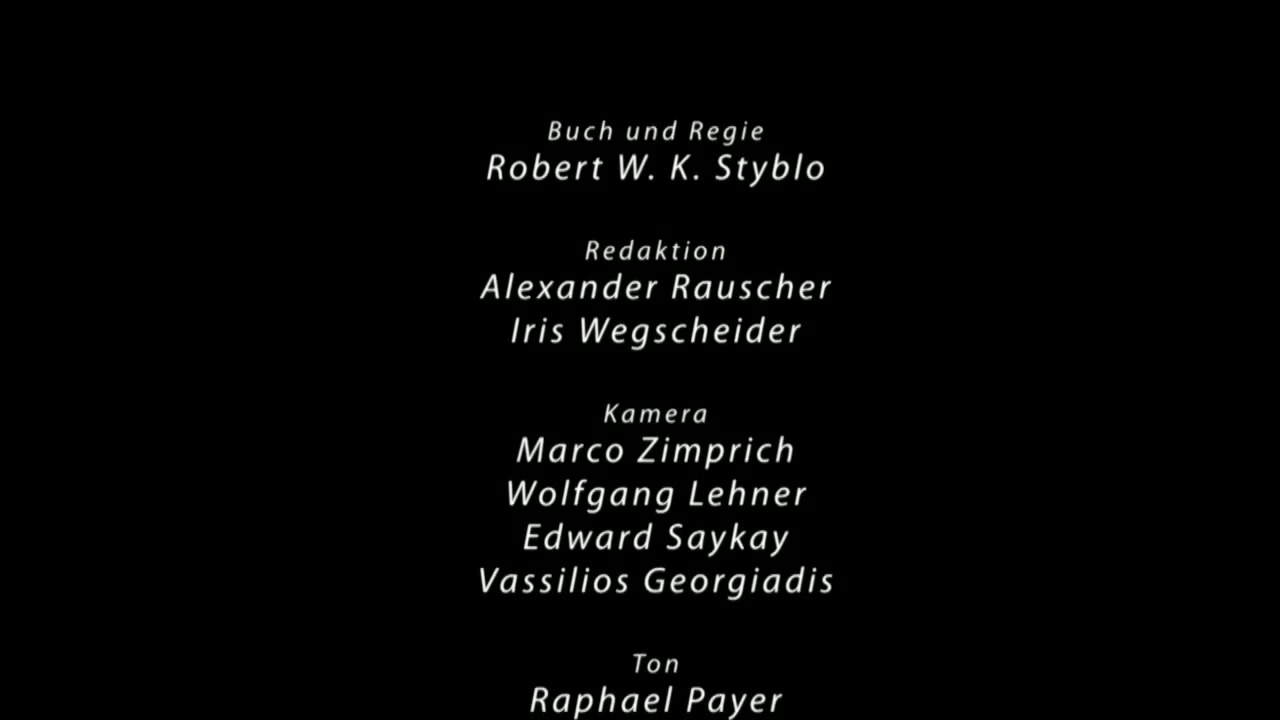 Buch und Regie
Robert W. K. Styblo
Redaktion
Alexander Rauscher
Iris Wegscheider
Kamera
Marco Zimprich
Wolfgang Lehner
Edward Saykay
Vassilios Georgiadis
Ton
Raphael Payer